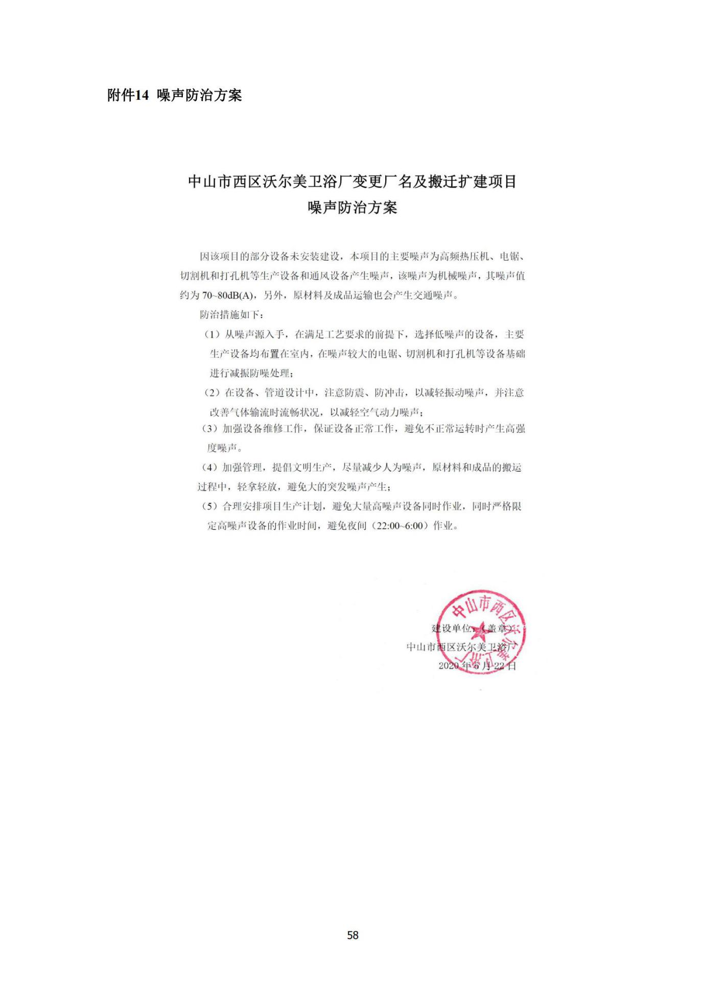 附件14 噪声防治方案
中山市西区沃尔美卫浴厂变更厂名及搬迁扩建项目
噪声防治方案
因该项目的部分设备未安装建设，本项目的主要噪声为高频热压机、电锯、
切割机和打孔机等生产设备和通风设备产生噪声，该噪声为机械噪声，其噪声值
约为 70~80dB(A)，另外，原材料及成品运输也会产生交通噪声。
防治措施如下：
（1）从噪声源入手，在满足工艺要求的前提下，选择低噪声的设备，主要
生产设备均布置在室内，在噪声较大的电锯、切割机和打孔机等设备基础
进行减振防噪处理；
（2）在设备、管道设计中，注意防震、防冲击，以减轻振动噪声，并注意
改善气体输流时流畅状况，以减轻空气动力噪声；
（3）加强设备维修工作，保证设备正常工作，避免不正常运转时产生高强
度噪声。
（4）加强管理，提倡文明生产，尽量减少人为噪声，原材料和成品的搬运
过程中，轻拿轻放，避免大的突发噪声产生；
（5）合理安排项目生产计划，避免大量高噪声设备同时作业，同时严格限
定高噪声设备的作业时间，避免夜间（22:00~6:00）作业。
中山市西区沃尔美卫浴厂
建设单位：（盖章）
中山市西区沃尔美卫浴厂
2020 年 6 月 22 日
58